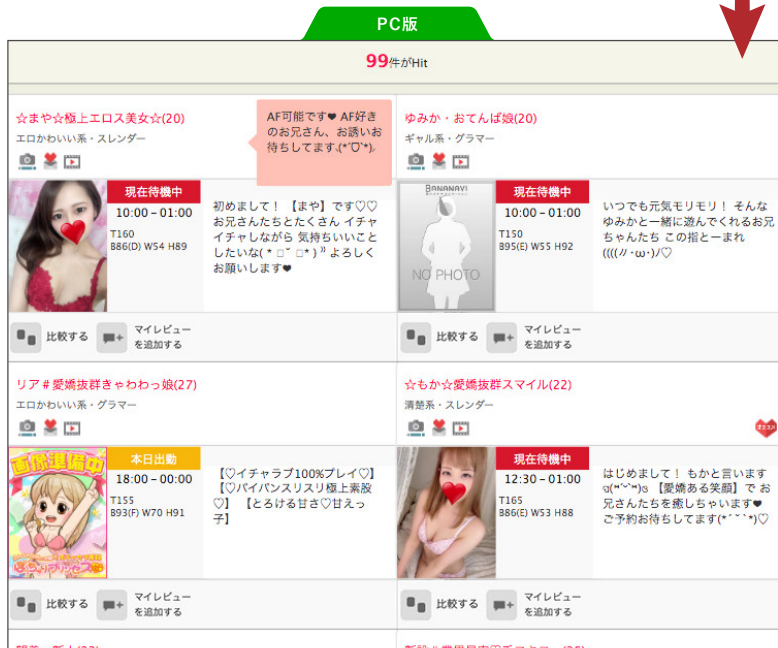 PC版
99件がHit
☆まや☆極上エロス美女☆(20)
エロかわいい系・スレンダー
AF可能です♥ AF好き
のお兄さん、お誘いお
待ちしてます
現在待機中
10:00 – 01:00
T160
B86(D) W54 H89
初めまして！ 【まや】です♡♡
お兄さんたちとたくさん イチャ
イチャしながら 気持ちいいこと
したいな( * □ˇ □* ) ⁾⁾ よろしく
お願いします♥
比較する
マイレビュー
を追加する
ゆみか・おてんば娘(20)
ギャル系・グラマー
BANANAVI
NO PHOTO
現在待機中
10:00 – 01:00
T150
B95(E) W55 H92
いつでも元気モリモリ！ そんな
ゆみかと一緒に遊んでくれるお兄
ちゃんたち この指とーまれ
((((〃･ω･)ﾉ♡
比較する
マイレビュー
を追加する
リア＃愛嬌抜群きゃわわっ娘(27)
エロかわいい系・グラマー
画像準備中
本日出勤
18:00 – 00:00
T155
B93(F) W70 H91
【♡イチャラブ100%プレイ♡】
【♡パイパンスリスリ極上素股
♡】 【とろける甘さ♡甘えっ
子】
比較する
マイレビュー
を追加する
☆もか☆愛嬌抜群スマイル(22)
清楚系・スレンダー
オススメ
現在待機中
12:30 – 01:00
T165
B86(E) W53 H88
はじめまして！ もかと言います
【愛嬌ある笑顔】で お
兄さんたちを癒しちゃいます♥
ご予約お待ちしてます(*´˘`*)♡
比較する
マイレビュー
を追加する